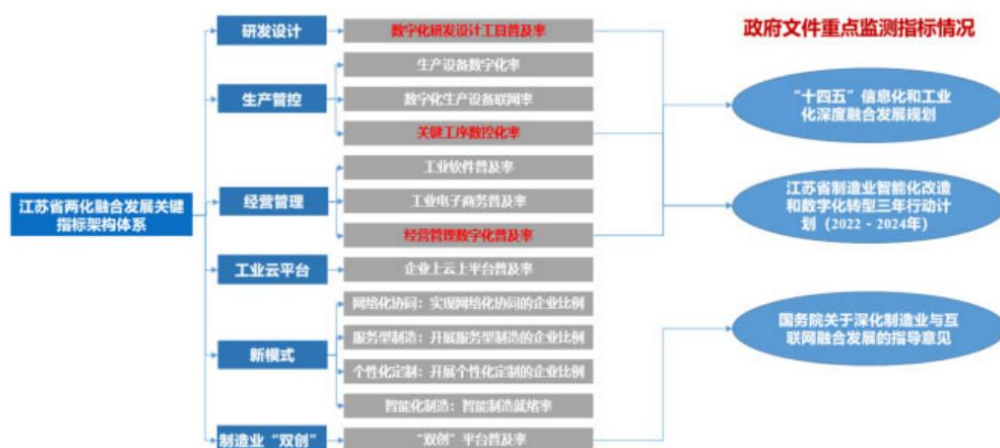 研发设计
数字化研发设计工目普及率
政府文件重点监测指标情况
生产设备数字化率
生产管控
数字化生产设备联网率
关键工序数控化率
“十四五”信息化和工业
化深度融合发展规划
工业软件普及率
江苏省两化融合发展关键
指标架构体系
经营管理
工业电子商务普及率
经营管理数字化普及率
江苏省制造业智能化改造
和数字化转型三年行动计
划（2022 - 2024年）
工业云平台
企业上云上平台普及率
网络化协同：实现网络化协同的企业比例
服务型制造：开展服务型制造的企业比例
新模式
个性化定制：开展个性化定制的企业比例
智能化制造：智能制造就绪率
国务院关于深化制造业与互
联网融合发展的指导意见
制造业“双创”
“双创”平台普及率